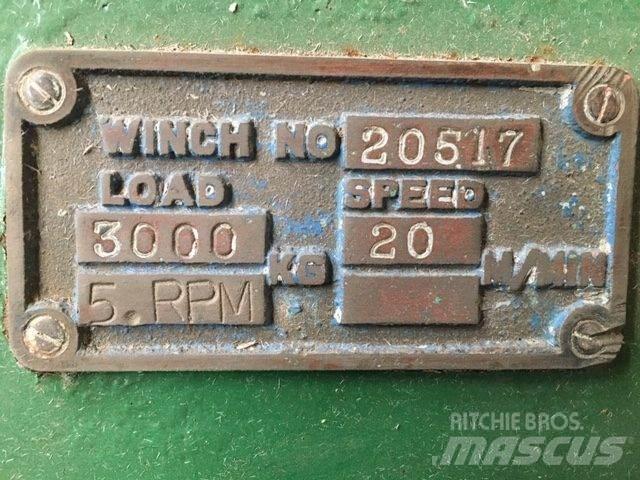 WINCH NO 20517
LOAD SPEED
3000 KG 20 M/MIN
5. RPM
RITCHIE BROS.
MASCUS